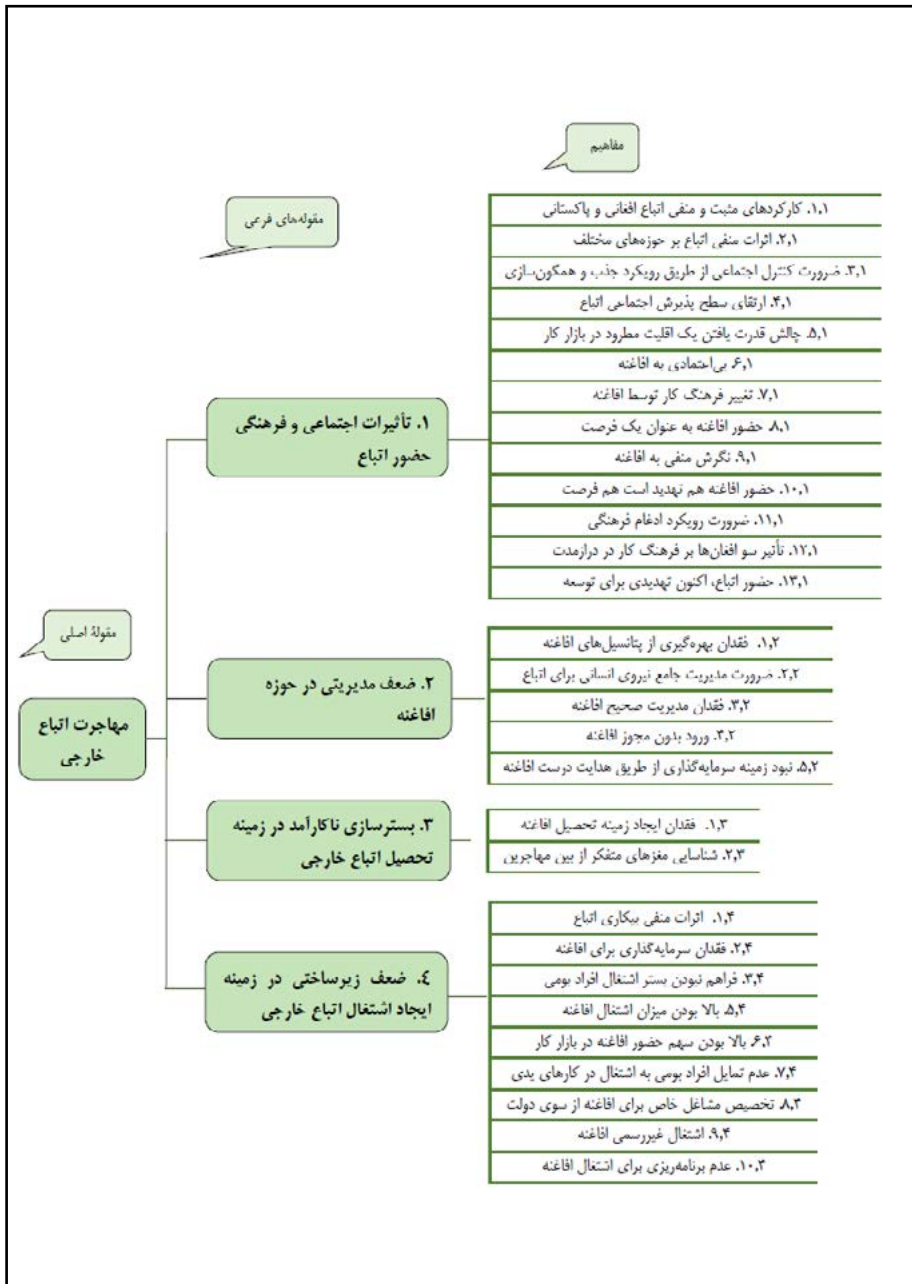 مفاهیم
مقوله‌های فرعی
مقولهٔ اصلی
مهاجرت اتباع
خارجی
۱. تأثیرات اجتماعی و فرهنگی
حضور اتباع
۱,۱. کارکردهای مثبت و منفی اتباع افغانی و پاکستانی
۲,۱. اثرات منفی اتباع بر حوزه‌های مختلف
۳,۱. ضرورت کنترل اجتماعی از طریق رویکرد جذب و همگون‌سازی
۴,۱. ارتقای سطح پذیرش اجتماعی اتباع
۵,۱. چالش قدرت یافتن یک اقلیت مطرود در بازار کار
۶,۱. بی‌اعتمادی به افاغنه
۷,۱. تغییر فرهنگ کار توسط افاغنه
۸,۱. حضور افاغنه به عنوان یک فرصت
۹,۱. نگرش منفی به افاغنه
۱۰,۱. حضور افاغنه هم تهدید است هم فرصت
۱۱,۱. ضرورت رویکرد ادغام فرهنگی
۱۲,۱. تأثیر سو افغان‌ها بر فرهنگ کار در درازمدت
۱۳,۱. حضور اتباع، اکنون تهدیدی برای توسعه
۲. ضعف مدیریتی در حوزه
افاغنه
۱,۲. فقدان بهره‌گیری از پتانسیل‌های افاغنه
۲,۲. ضرورت مدیریت جامع نیروی انسانی برای اتباع
۳,۲. فقدان مدیریت صحیح افاغنه
۴,۲. ورود بدون مجوز افاغنه
۵,۲. نبود زمینه سرمایه‌گذاری از طریق هدایت درست افاغنه
۳. بسترسازی ناکارآمد در زمینه
تحصیل اتباع خارجی
۱,۳. فقدان ایجاد زمینه تحصیل افاغنه
۲,۳. شناسایی مغزهای متفکر از بین مهاجرین
۴. ضعف زیرساختی در زمینه
ایجاد اشتغال اتباع خارجی
۱,۴. اثرات منفی بیکاری اتباع
۲,۴. فقدان سرمایه‌گذاری برای افاغنه
۳,۴. فراهم نبودن بستر اشتغال افراد بومی
۵,۴. بالا بودن میزان اشتغال افاغنه
۶,۴. بالا بودن سهم حضور افاغنه در بازار کار
۷,۴. عدم تمایل افراد بومی به اشتغال در کارهای یدی
۸,۴. تخصیص مشاغل خاص برای افاغنه از سوی دولت
۹,۴. اشتغال غیررسمی افاغنه
۱۰,۴. عدم برنامه‌ریزی برای اشتغال افاغنه